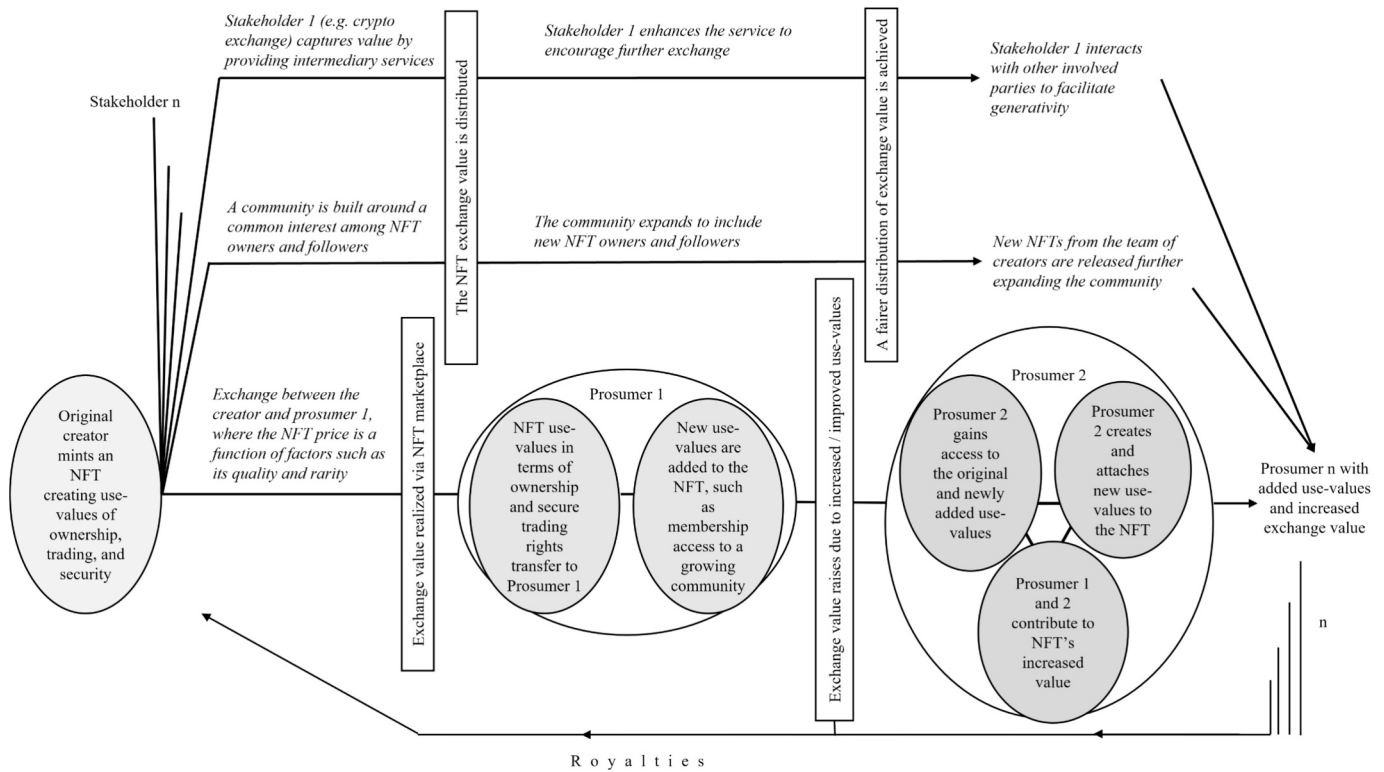 Stakeholder 1 (e.g. crypto
exchange) captures value by
providing intermediary services
Stakeholder 1 enhances the service to
encourage further exchange
Stakeholder 1 interacts
with other involved
parties to facilitate
generativity
Stakeholder n
The NFT exchange value is distributed
A fairer distribution of exchange value is achieved
A community is built around a
common interest among NFT
owners and followers
The community expands to include
new NFT owners and followers
New NFTs from the team of
creators are released further
expanding the community
Original
creator
mints an
NFT
creating use-
values of
ownership,
trading, and
security
Exchange between the
creator and prosumer 1,
where the NFT price is a
function of factors such as
its quality and rarity
Exchange value realized via NFT marketplace
Prosumer 1
NFT use-
values in
terms of
ownership
and secure
trading
rights
transfer to
Prosumer 1
New use-
values are
added to the
NFT, such
as
membership
access to a
growing
community
Exchange value raises due to increased / improved use-values
Prosumer 2
Prosumer 2
gains
access to
the original
and newly
added use-
values
Prosumer
2 creates
and
attaches
new use-
values to
the NFT
Prosumer 1
and 2
contribute to
NFT's
increased
value
Prosumer n with
added use-values
and increased
exchange value
n
Royalties